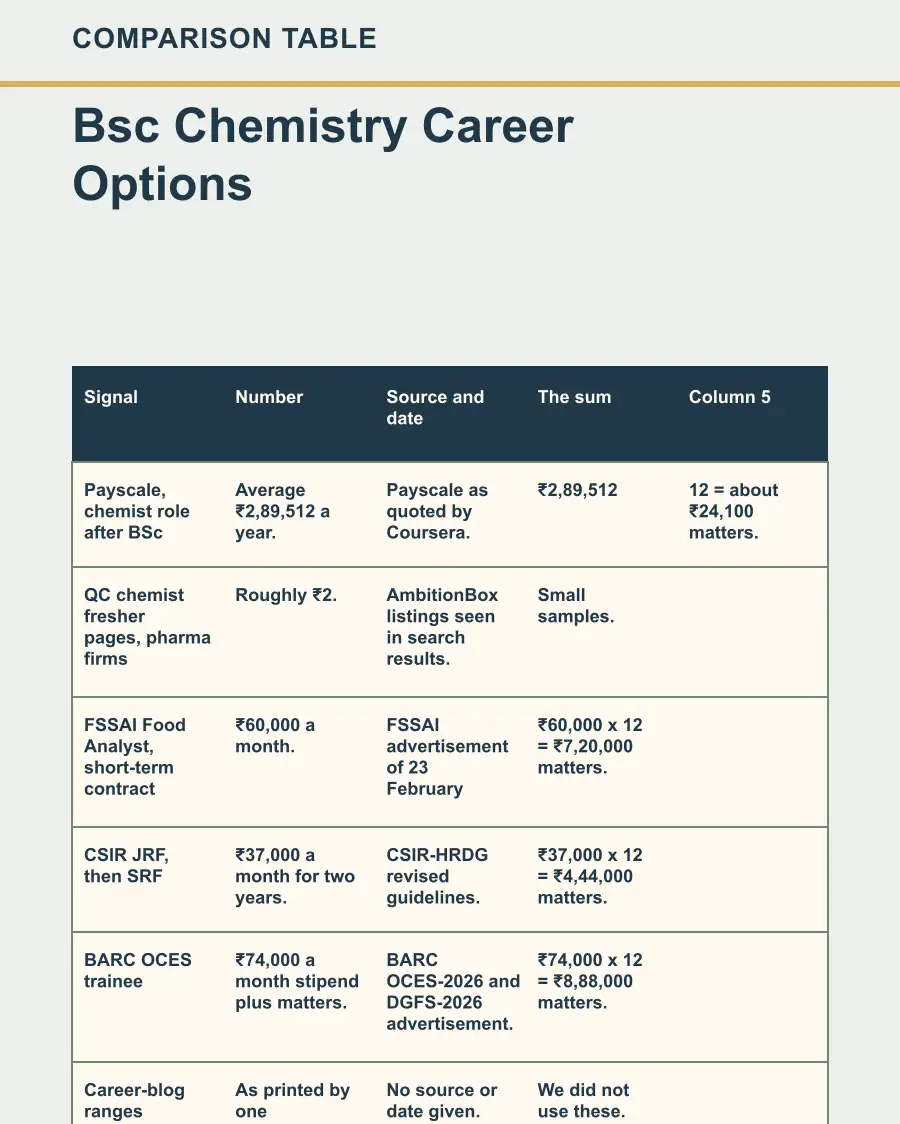 COMPARISON TABLE
Bsc Chemistry Career
Options
Signal
Number
Source and
date
The sum
Column 5
Payscale,
chemist role
after BSc
Average
₹2,89,512 a
year.
Payscale as
quoted by
Coursera.
₹2,89,512
12 = about
₹24,100
matters.
QC chemist
fresher
pages, pharma
firms
Roughly ₹2.
AmbitionBox
listings seen
in search
results.
Small
samples.
FSSAI Food
Analyst,
short-term
contract
₹60,000 a
month.
FSSAI
advertisement
of 23
February
₹60,000 x 12
= ₹7,20,000
matters.
CSIR JRF,
then SRF
₹37,000 a
month for two
years.
CSIR-HRDG
revised
guidelines.
₹37,000 x 12
= ₹4,44,000
matters.
BARC OCES
trainee
₹74,000 a
month stipend
plus matters.
BARC
OCES-2026 and
DGFS-2026
advertisement.
₹74,000 x 12
= ₹8,88,000
matters.
Career-blog
ranges
As printed by
one
No source or
date given.
We did not
use these.